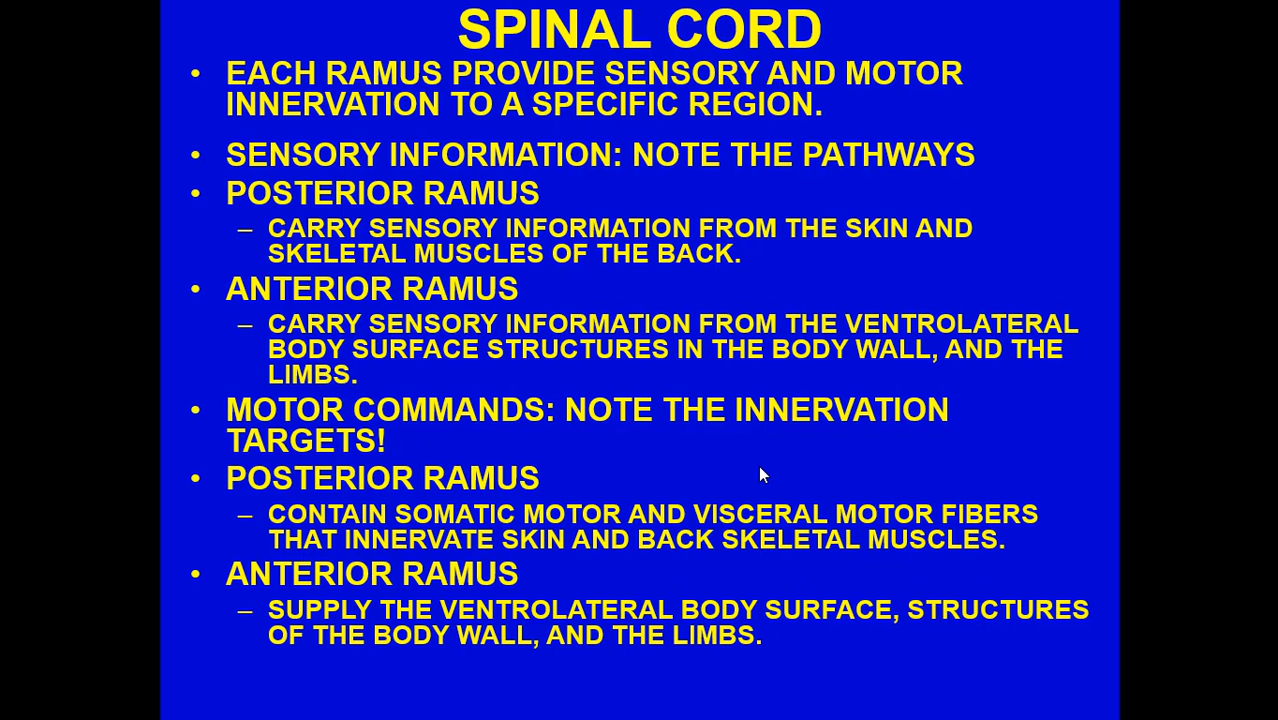 SPINAL CORD
• EACH RAMUS PROVIDE SENSORY AND MOTOR
INNERVATION TO A SPECIFIC REGION.
• SENSORY INFORMATION: NOTE THE PATHWAYS
• POSTERIOR RAMUS
– CARRY SENSORY INFORMATION FROM THE SKIN AND
SKELETAL MUSCLES OF THE BACK.
• ANTERIOR RAMUS
– CARRY SENSORY INFORMATION FROM THE VENTROLATERAL
BODY SURFACE STRUCTURES IN THE BODY WALL, AND THE
LIMBS.
• MOTOR COMMANDS: NOTE THE INNERVATION
TARGETS!
• POSTERIOR RAMUS
– CONTAIN SOMATIC MOTOR AND VISCERAL MOTOR FIBERS
THAT INNERVATE SKIN AND BACK SKELETAL MUSCLES.
• ANTERIOR RAMUS
– SUPPLY THE VENTROLATERAL BODY SURFACE, STRUCTURES
OF THE BODY WALL, AND THE LIMBS.